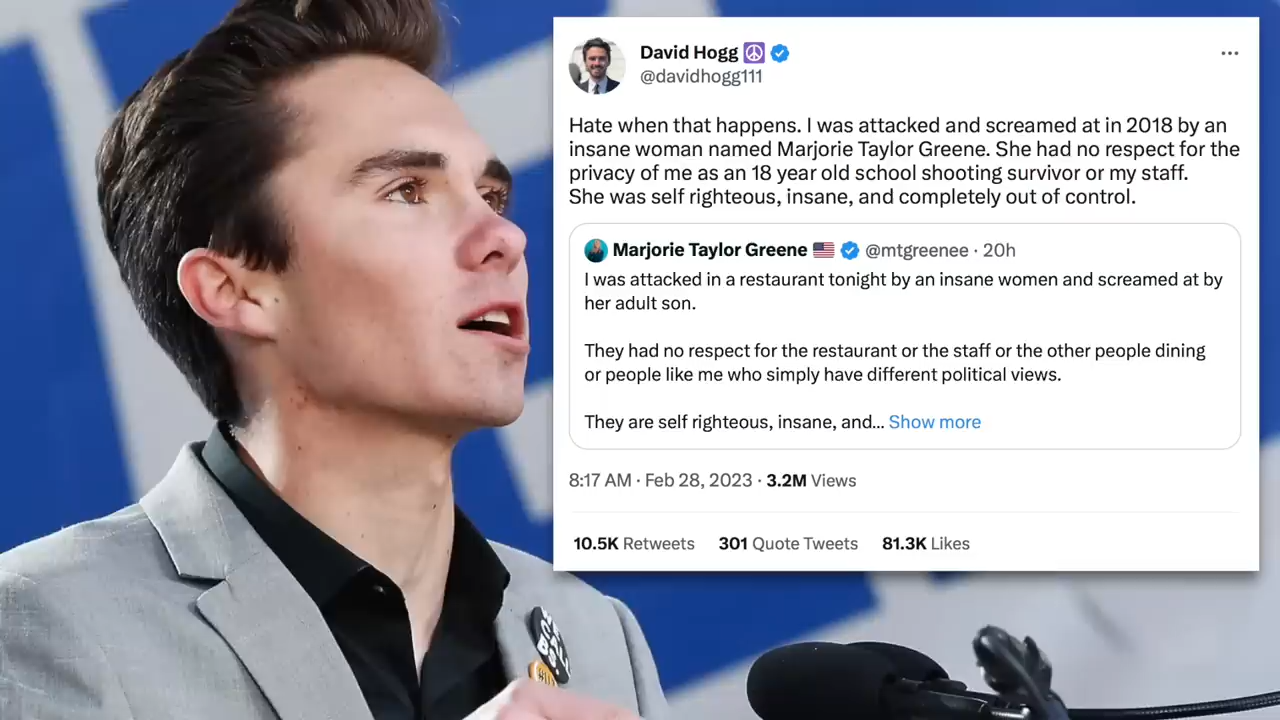 David Hogg ☮ 
@davidhogg111
Hate when that happens. I was attacked and screamed at in 2018 by an
insane woman named Marjorie Taylor Greene. She had no respect for the
privacy of me as an 18 year old school shooting survivor or my staff.
She was self righteous, insane, and completely out of control.
Marjorie Taylor Greene 🇺🇸 @mtgreenee · 20h
I was attacked in a restaurant tonight by an insane women and screamed at by
her adult son.
They had no respect for the restaurant or the staff or the other people dining
or people like me who simply have different political views.
They are self righteous, insane, and... Show more
8:17 AM · Feb 28, 2023 · 3.2M Views
10.5K Retweets 301 Quote Tweets 81.3K Likes